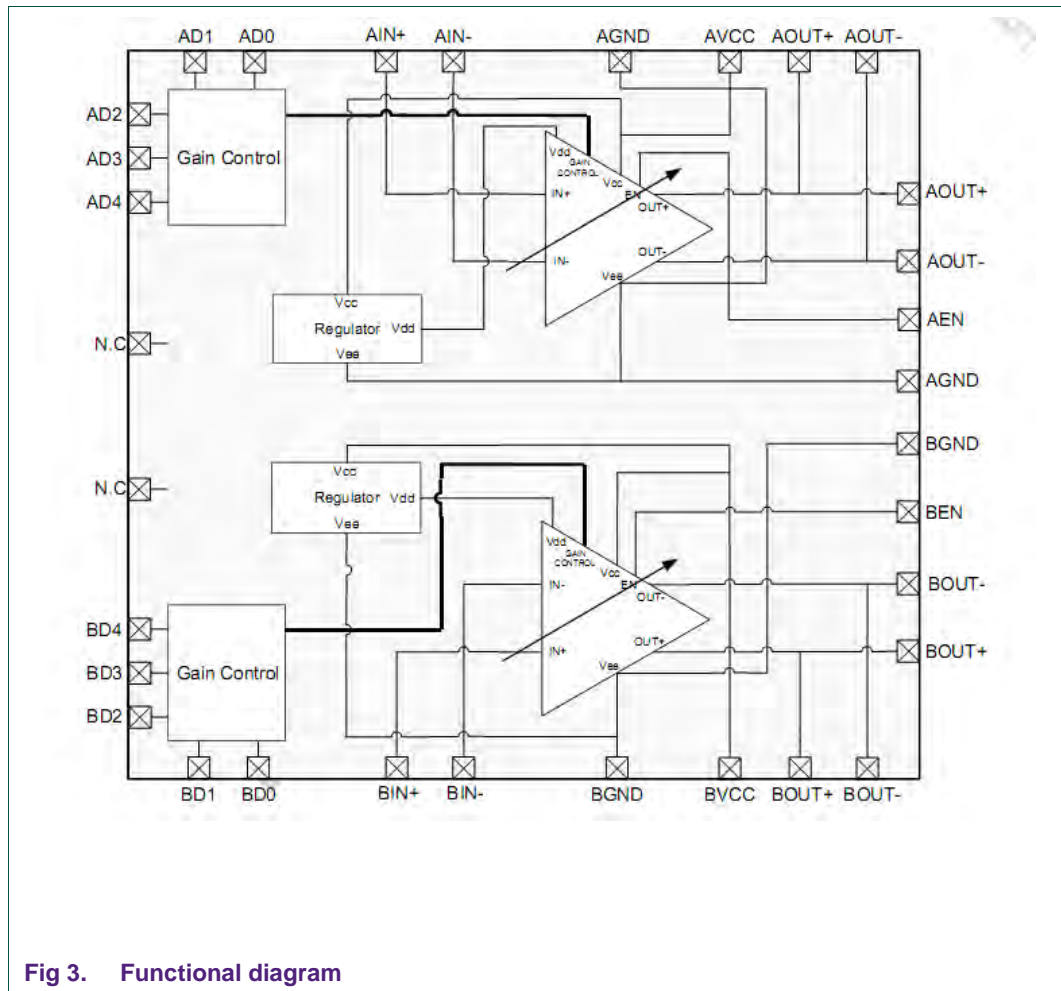 AD1 AD0 AIN+ AIN- AGND AVCC AOUT+ AOUT-
AD2
AD3
AD4
Gain Control
Vdd
GAIN
CONTROL
Vcc
EN
IN+
OUT+
IN-
OUT-
Vee
AOUT+
AOUT-
AEN
AGND
Vcc
Regulator Vdd
Vee
N.C
N.C
Vcc
Regulator Vdd
Vee
BGND
BEN
BOUT-
BOUT+
Vdd
GAIN
CONTROL
Vcc
EN
IN-
OUT-
IN+
OUT+
Vee
BD4
BD3
BD2
Gain Control
BD1 BD0 BIN+ BIN- BGND BVCC BOUT+ BOUT-
Fig 3. Functional diagram